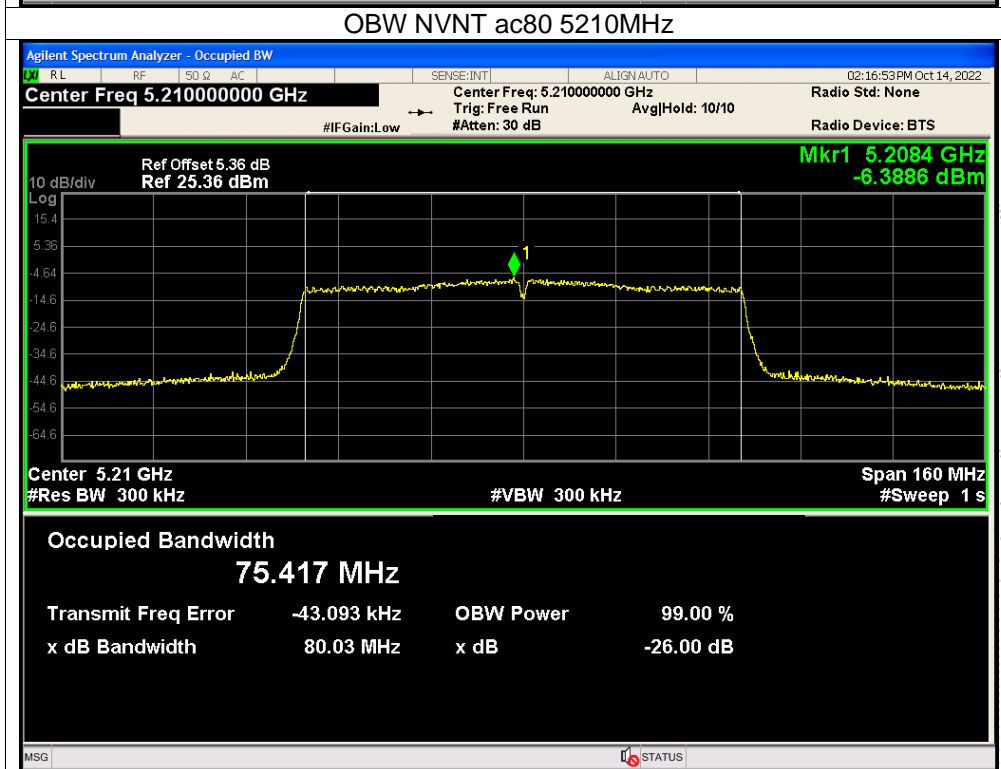 OBW NVNT ac80 5210MHz
Agilent Spectrum Analyzer - Occupied BW
LXI RL RF 50 Ω AC SENSE:INT ALIGN AUTO 02:16:53 PM Oct 14, 2022
Center Freq 5.210000000 GHz Center Freq: 5.210000000 GHz Radio Std: None
Trig: Free Run Avg|Hold: 10/10
#IFGain:Low #Atten: 30 dB Radio Device: BTS
Ref Offset 5.36 dB Mkr1 5.2084 GHz
10 dB/div Ref 25.36 dBm -6.3886 dBm
Log
15.4
5.36
1
-4.64
-14.6
-24.6
-34.6
-44.6
-54.6
-64.6
Center 5.21 GHz Span 160 MHz
#Res BW 300 kHz #VBW 300 kHz #Sweep 1 s
Occupied Bandwidth
75.417 MHz
Transmit Freq Error -43.093 kHz OBW Power 99.00 %
x dB Bandwidth 80.03 MHz x dB -26.00 dB
MSG STATUS